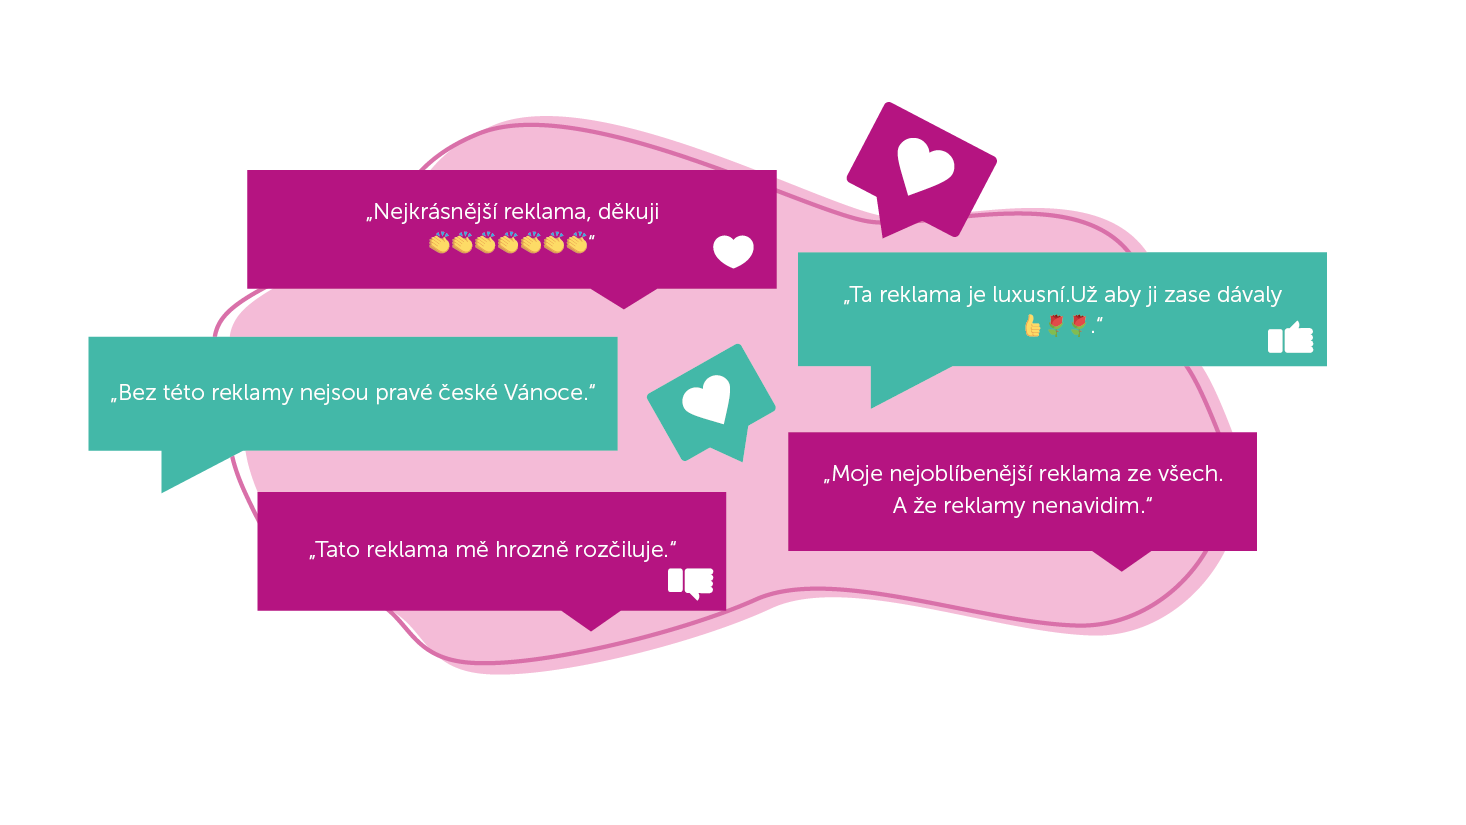 „Nejkrásnější reklama, děkuji
👏👏👏👏👏👏👏“
„Ta reklama je luxusní.Už aby ji zase dávaly
👍🌹🌹.“
„Bez této reklamy nejsou pravé české Vánoce.“
„Moje nejoblíbenější reklama ze všech.
A že reklamy nenavidim.“
„Tato reklama mě hrozně rozčiluje.“